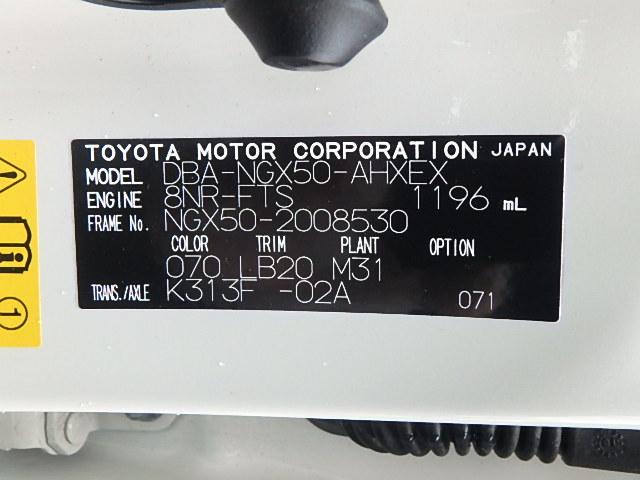 TOYOTA MOTOR CORPORATION JAPAN
MODEL DBA-NGX50-AHXEX
ENGINE 8NR-FTS 1196 mL
FRAME No. NGX50-2008530
COLOR TRIM PLANT OPTION
070 LB20 M31
TRANS./AXLE K313F -02A 071
1